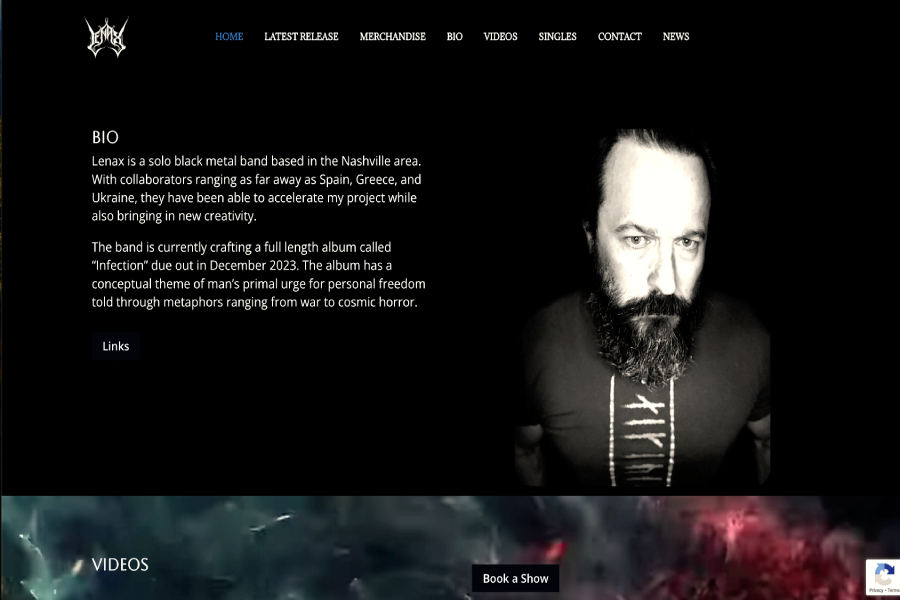 LENAX
HOME LATEST RELEASE MERCHANDISE BIO VIDEOS SINGLES CONTACT NEWS
BIO
Lenax is a solo black metal band based in the Nashville area.
With collaborators ranging as far away as Spain, Greece, and
Ukraine, they have been able to accelerate my project while
also bringing in new creativity.
The band is currently crafting a full length album called
“Infection” due out in December 2023. The album has a
conceptual theme of man’s primal urge for personal freedom
told through metaphors ranging from war to cosmic horror.
Links
VIDEOS
Book a Show
Privacy - Terms